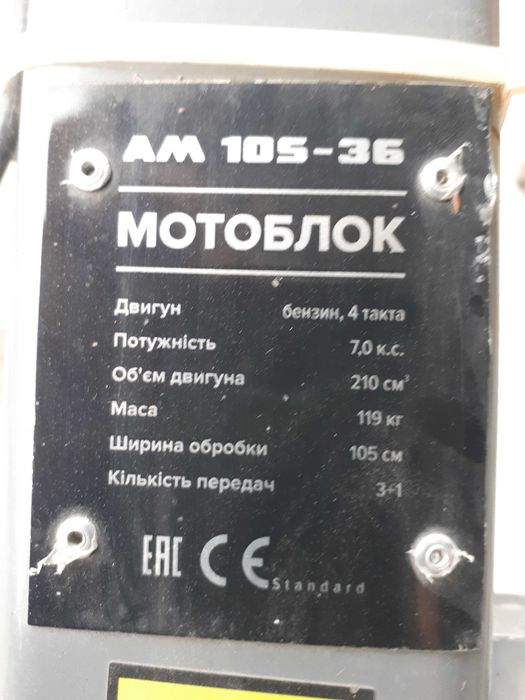 AM 105-36
МОТОБЛОК
Двигун бензин, 4 такта
Потужність 7,0 к.с.
Об'єм двигуна 210 см³
Маса 119 кг
Ширина обробки 105 см
Кількість передач 3+1
EAC CE Standard